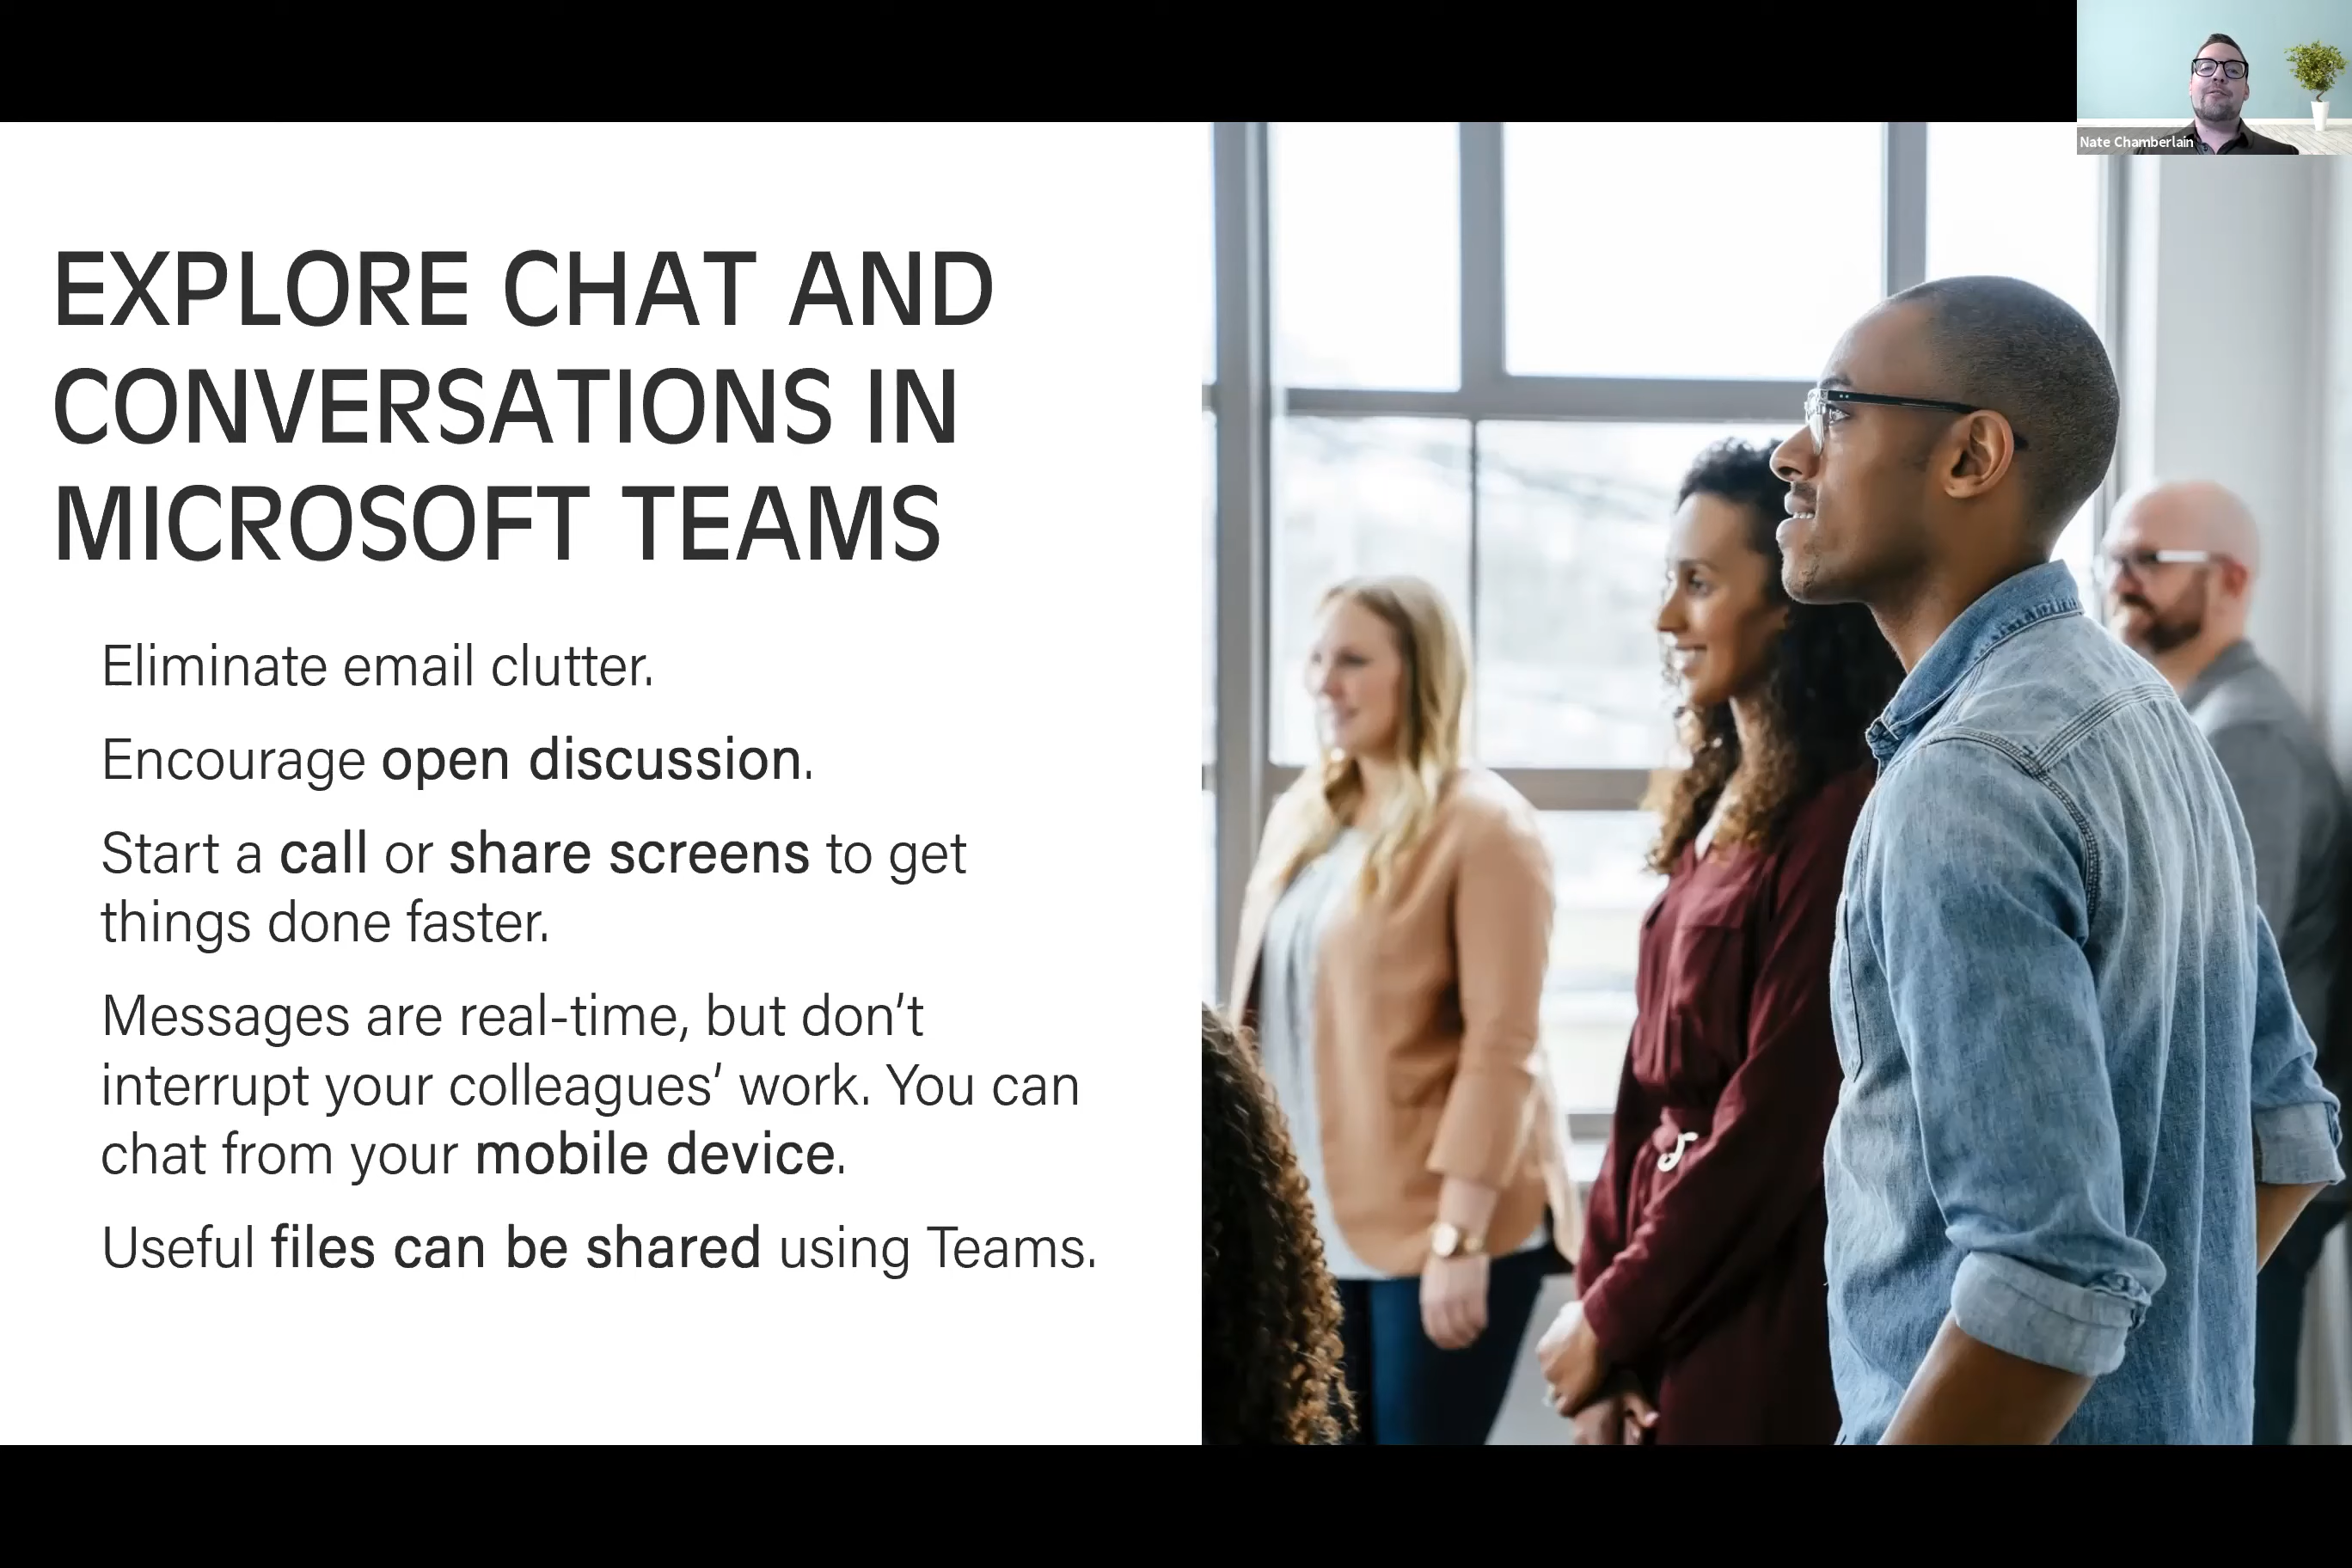 Nate Chamberlain
EXPLORE CHAT AND
CONVERSATIONS IN
MICROSOFT TEAMS
Eliminate email clutter.
Encourage open discussion.
Start a call or share screens to get
things done faster.
Messages are real-time, but don’t
interrupt your colleagues’ work. You can
chat from your mobile device.
Useful files can be shared using Teams.